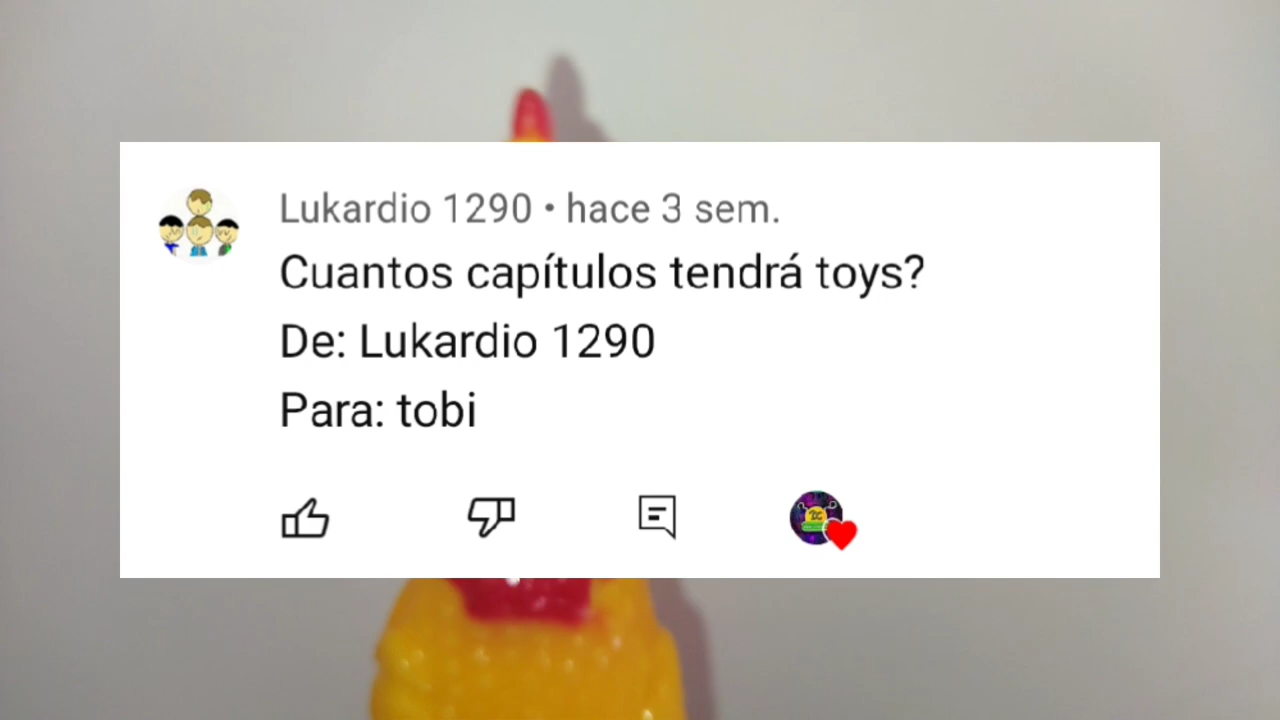 Lukardio 1290 • hace 3 sem.
Cuantos capítulos tendrá toys?
De: Lukardio 1290
Para: tobi